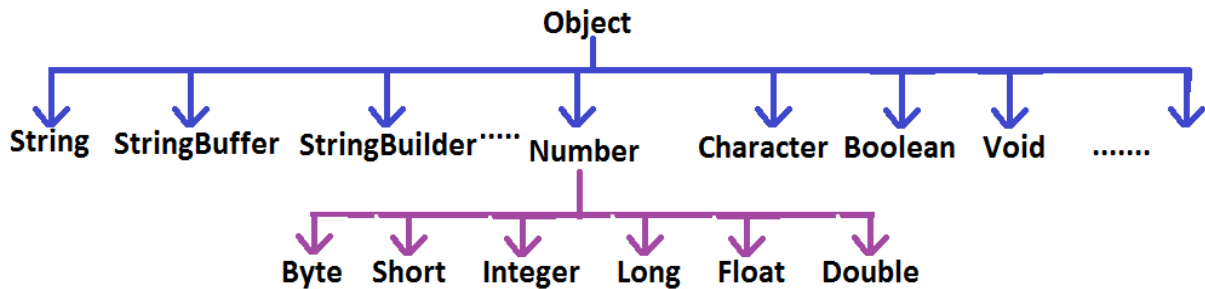 Object
String StringBuffer StringBuilder ..... Number Character Boolean Void .......
Byte Short Integer Long Float Double